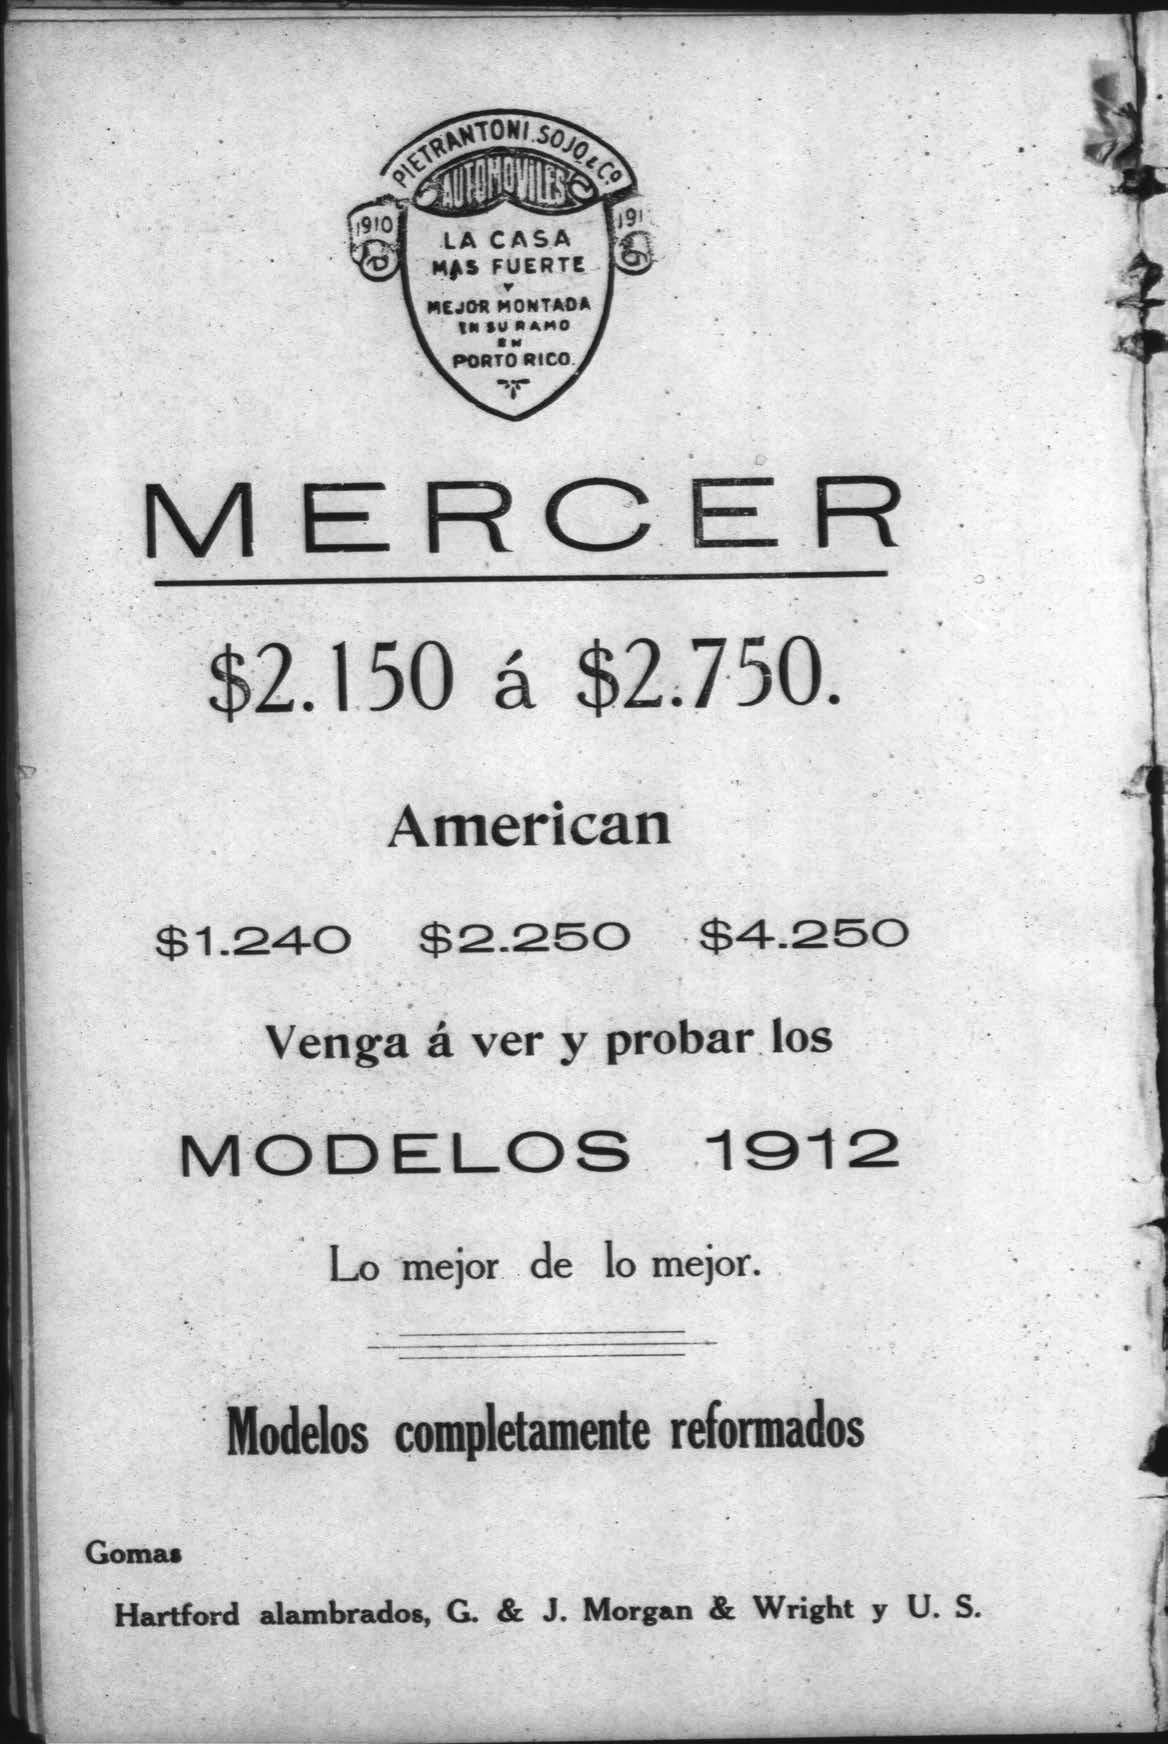 PIETRANTONI. SOJO. & Co.
AUTOMOVILES
1910
191
LA CASA
MAS FUERTE
Y
MEJOR MONTADA
EN SU RAMO
EN
PORTO RICO.
MERCER
$2.150 á $2.750.
American
$1.240 $2.250 $4.250
Venga á ver y probar los
MODELOS 1912
Lo mejor de lo mejor.
Modelos completamente reformados
Gomas
Hartford alambrados, G. & J. Morgan & Wright y U. S.